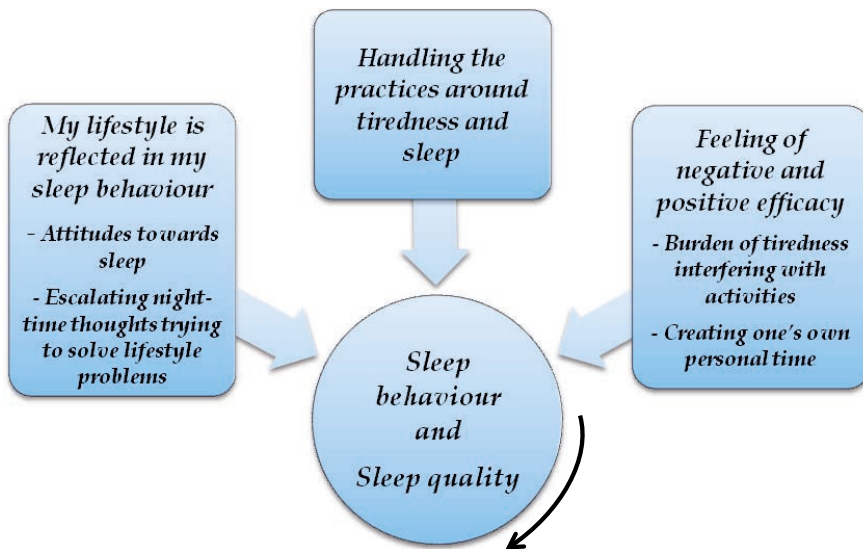 My lifestyle is
reflected in my
sleep behaviour
- Attitudes towards
sleep
- Escalating night-
time thoughts trying
to solve lifestyle
problems
Handling the
practices around
tiredness and
sleep
Feeling of
negative and
positive efficacy
- Burden of tiredness
interfering with
activities
- Creating one's own
personal time
Sleep
behaviour
and
Sleep quality